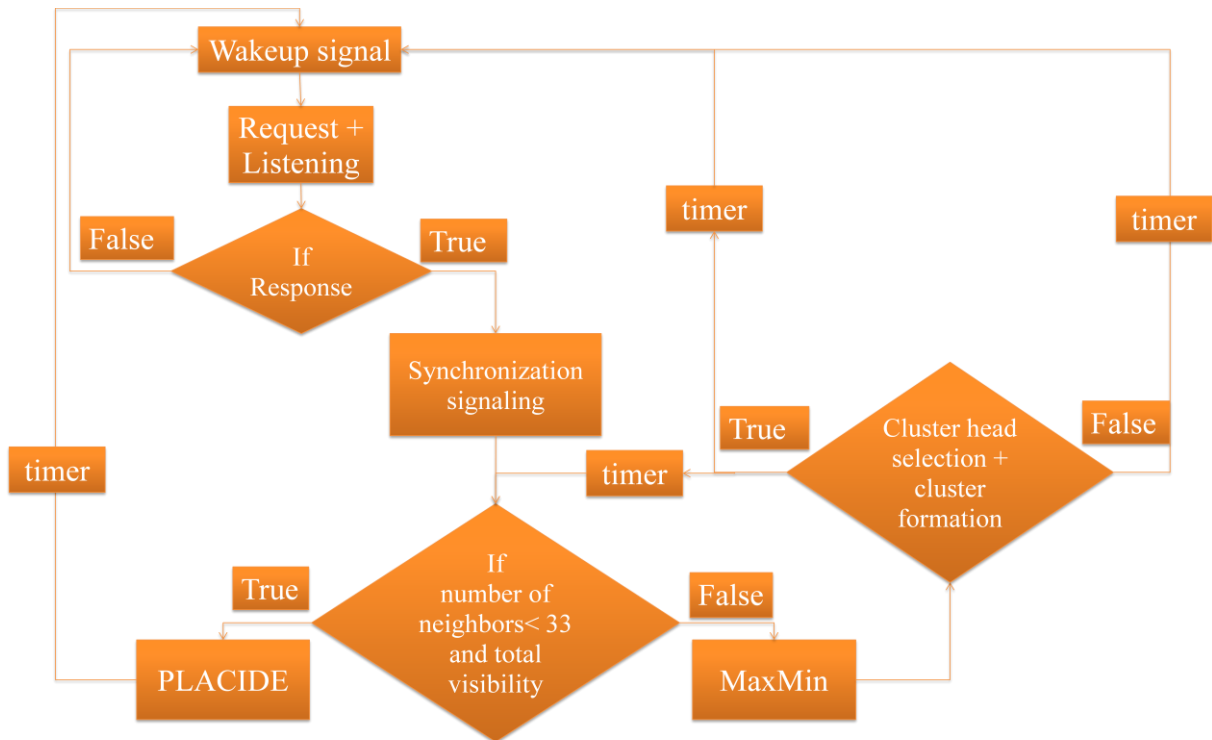 Wakeup signal
Request +
Listening
False
True
If
Response
timer
timer
Synchronization
signaling
True
False
Cluster head
selection +
cluster
formation
timer
timer
If
number of
neighbors< 33
and total
visibility
True
False
PLACIDE
MaxMin